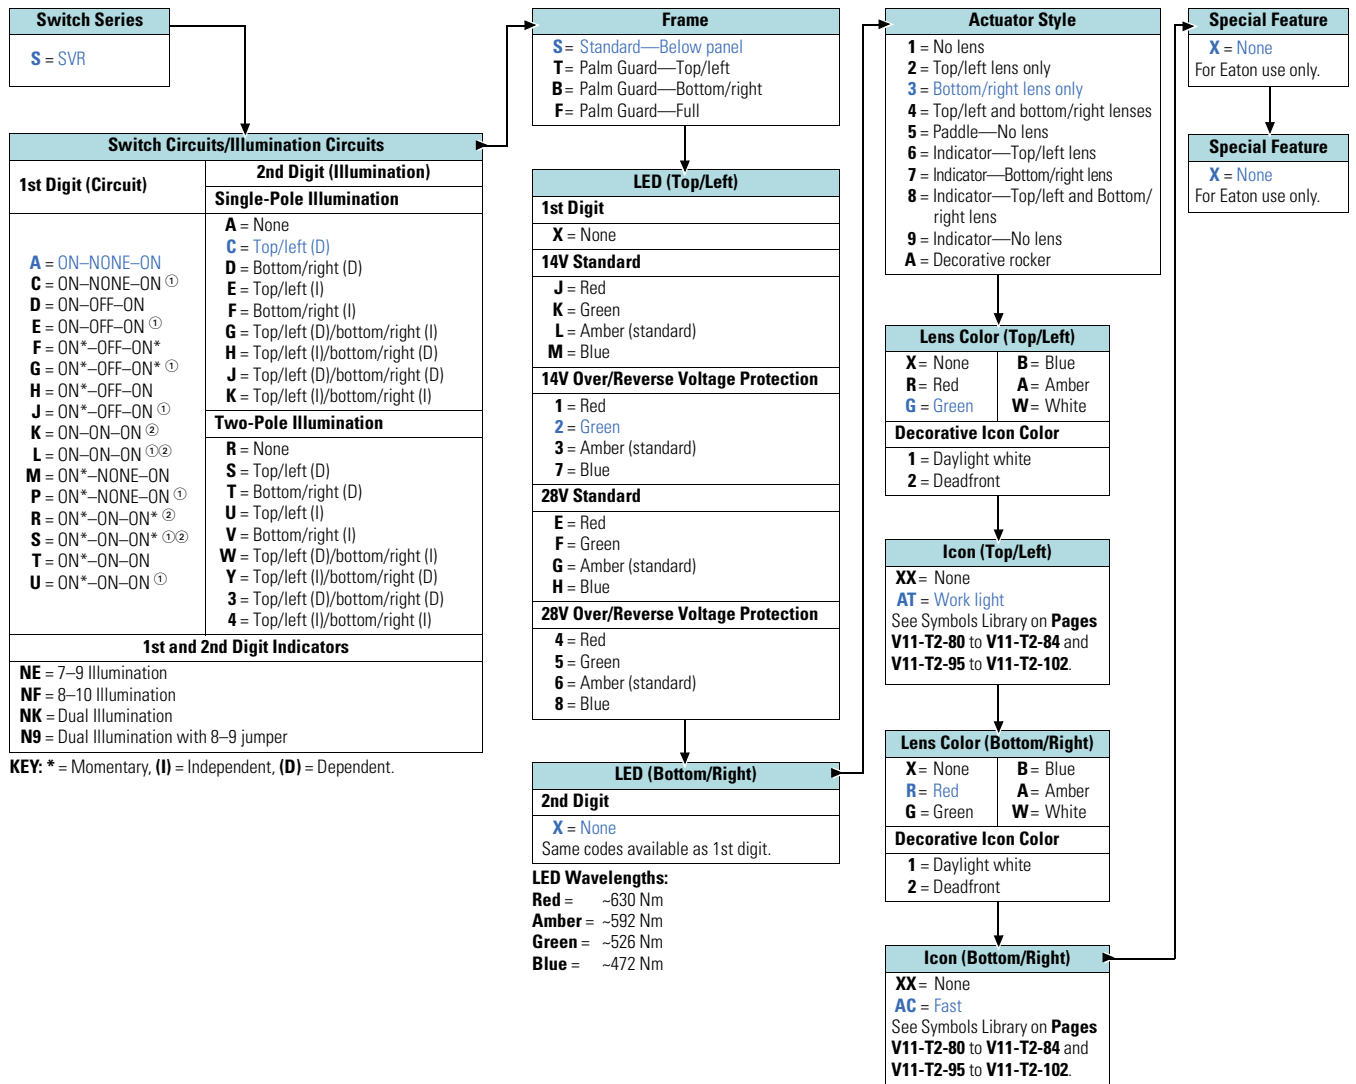 Switch Series
S = SVR
Switch Circuits/Illumination Circuits
1st Digit (Circuit)
A = ON–NONE–ON
C = ON–NONE–ON ①
D = ON–OFF–ON
E = ON–OFF–ON ①
F = ON*–OFF–ON*
G = ON*–OFF–ON* ①
H = ON*–OFF–ON
J = ON*–OFF–ON ①
K = ON–ON–ON ②
L = ON–ON–ON ①②
M = ON*–NONE–ON
P = ON*–NONE–ON ①
R = ON*–ON–ON* ②
S = ON*–ON–ON* ①②
T = ON*–ON–ON
U = ON*–ON–ON ①
2nd Digit (Illumination)
Single-Pole Illumination
A = None
C = Top/left (D)
D = Bottom/right (D)
E = Top/left (I)
F = Bottom/right (I)
G = Top/left (D)/bottom/right (I)
H = Top/left (I)/bottom/right (D)
J = Top/left (D)/bottom/right (D)
K = Top/left (I)/bottom/right (I)
Two-Pole Illumination
R = None
S = Top/left (D)
T = Bottom/right (D)
U = Top/left (I)
V = Bottom/right (I)
W = Top/left (D)/bottom/right (I)
Y = Top/left (I)/bottom/right (D)
3 = Top/left (D)/bottom/right (D)
4 = Top/left (I)/bottom/right (I)
1st and 2nd Digit Indicators
NE = 7–9 Illumination
NF = 8–10 Illumination
NK = Dual Illumination
N9 = Dual Illumination with 8–9 jumper
KEY: * = Momentary, (I) = Independent, (D) = Dependent.
Frame
S = Standard—Below panel
T = Palm Guard—Top/left
B = Palm Guard—Bottom/right
F = Palm Guard—Full
LED (Top/Left)
1st Digit
X = None
14V Standard
J = Red
K = Green
L = Amber (standard)
M = Blue
14V Over/Reverse Voltage Protection
1 = Red
2 = Green
3 = Amber (standard)
7 = Blue
28V Standard
E = Red
F = Green
G = Amber (standard)
H = Blue
28V Over/Reverse Voltage Protection
4 = Red
5 = Green
6 = Amber (standard)
8 = Blue
LED (Bottom/Right)
2nd Digit
X = None
Same codes available as 1st digit.
LED Wavelengths:
Red = ~630 Nm
Amber = ~592 Nm
Green = ~526 Nm
Blue = ~472 Nm
Actuator Style
1 = No lens
2 = Top/left lens only
3 = Bottom/right lens only
4 = Top/left and bottom/right lenses
5 = Paddle—No lens
6 = Indicator—Top/left lens
7 = Indicator—Bottom/right lens
8 = Indicator—Top/left and Bottom/
right lens
9 = Indicator—No lens
A = Decorative rocker
Lens Color (Top/Left)
X = None B = Blue
R = Red A = Amber
G = Green W = White
Decorative Icon Color
1 = Daylight white
2 = Deadfront
Icon (Top/Left)
XX = None
AT = Work light
See Symbols Library on Pages
V11-T2-80 to V11-T2-84 and
V11-T2-95 to V11-T2-102.
Lens Color (Bottom/Right)
X = None B = Blue
R = Red A = Amber
G = Green W = White
Decorative Icon Color
1 = Daylight white
2 = Deadfront
Icon (Bottom/Right)
XX = None
AC = Fast
See Symbols Library on Pages
V11-T2-80 to V11-T2-84 and
V11-T2-95 to V11-T2-102.
Special Feature
X = None
For Eaton use only.
Special Feature
X = None
For Eaton use only.